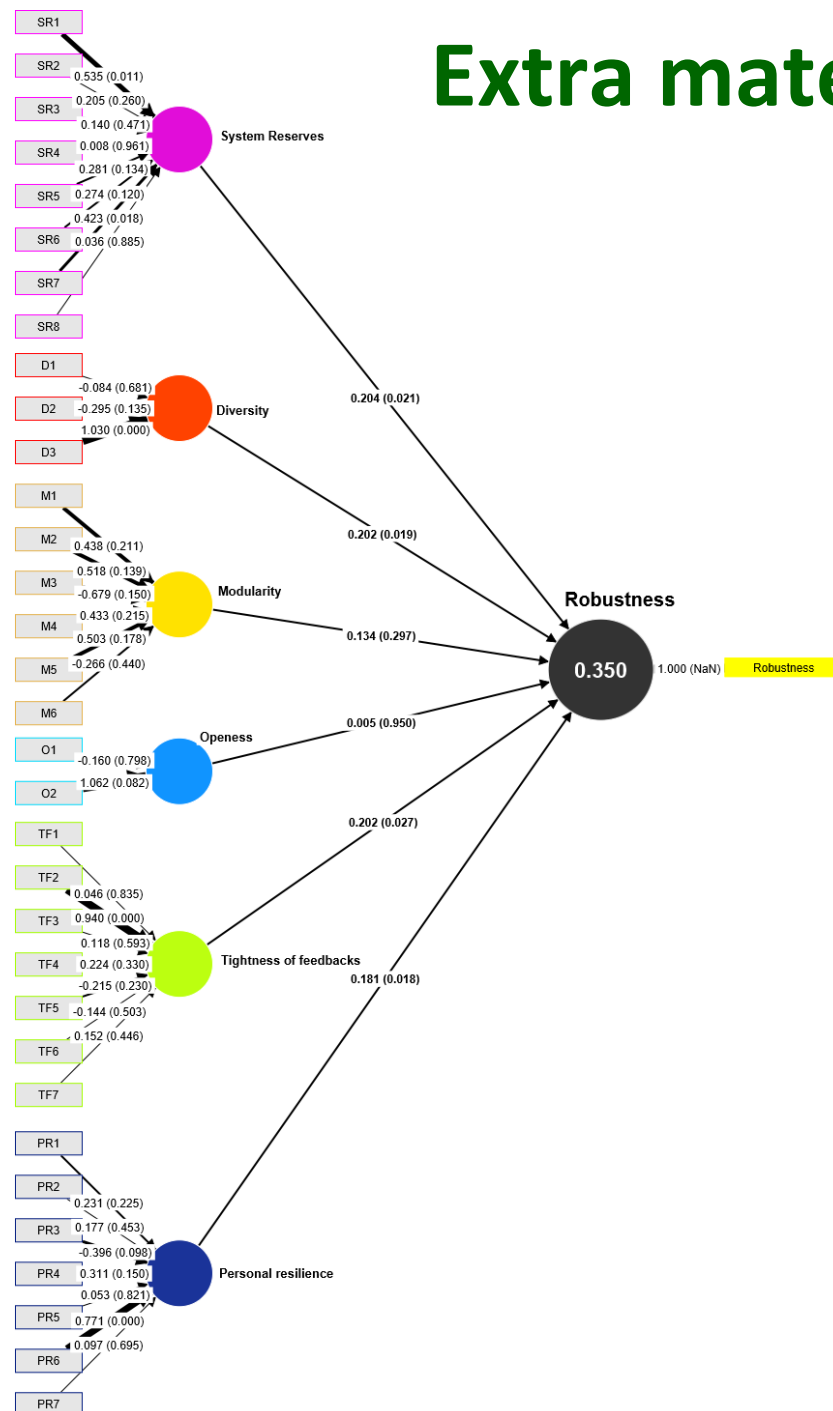 Extra mate
SR1
SR2
SR3
SR4
SR5
SR6
SR7
SR8
0.535 (0.011)
0.205 (0.260)
0.140 (0.471)
0.008 (0.961)
0.281 (0.134)
0.274 (0.120)
0.423 (0.018)
0.036 (0.885)
System Reserves
0.204 (0.021)
D1
D2
D3
-0.084 (0.681)
-0.295 (0.135)
1.030 (0.000)
Diversity
0.202 (0.019)
M1
M2
M3
M4
M5
M6
0.438 (0.211)
0.518 (0.139)
-0.679 (0.150)
0.433 (0.215)
0.503 (0.178)
-0.266 (0.440)
Modularity
0.134 (0.297)
Robustness
0.350
1.000 (NaN)
Robustness
O1
O2
-0.160 (0.798)
1.062 (0.082)
Openess
0.005 (0.950)
TF1
TF2
TF3
TF4
TF5
TF6
TF7
0.046 (0.835)
0.940 (0.000)
0.118 (0.593)
0.224 (0.330)
-0.215 (0.230)
-0.144 (0.503)
0.152 (0.446)
Tightness of feedbacks
0.202 (0.027)
PR1
PR2
PR3
PR4
PR5
PR6
PR7
0.231 (0.225)
0.177 (0.453)
-0.396 (0.098)
0.311 (0.150)
0.053 (0.821)
0.771 (0.000)
0.097 (0.695)
Personal resilience
0.181 (0.018)